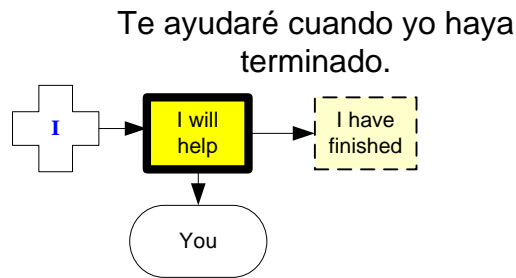 Te ayudaré cuando yo haya
terminado.
I
I will
help
I have
finished
You